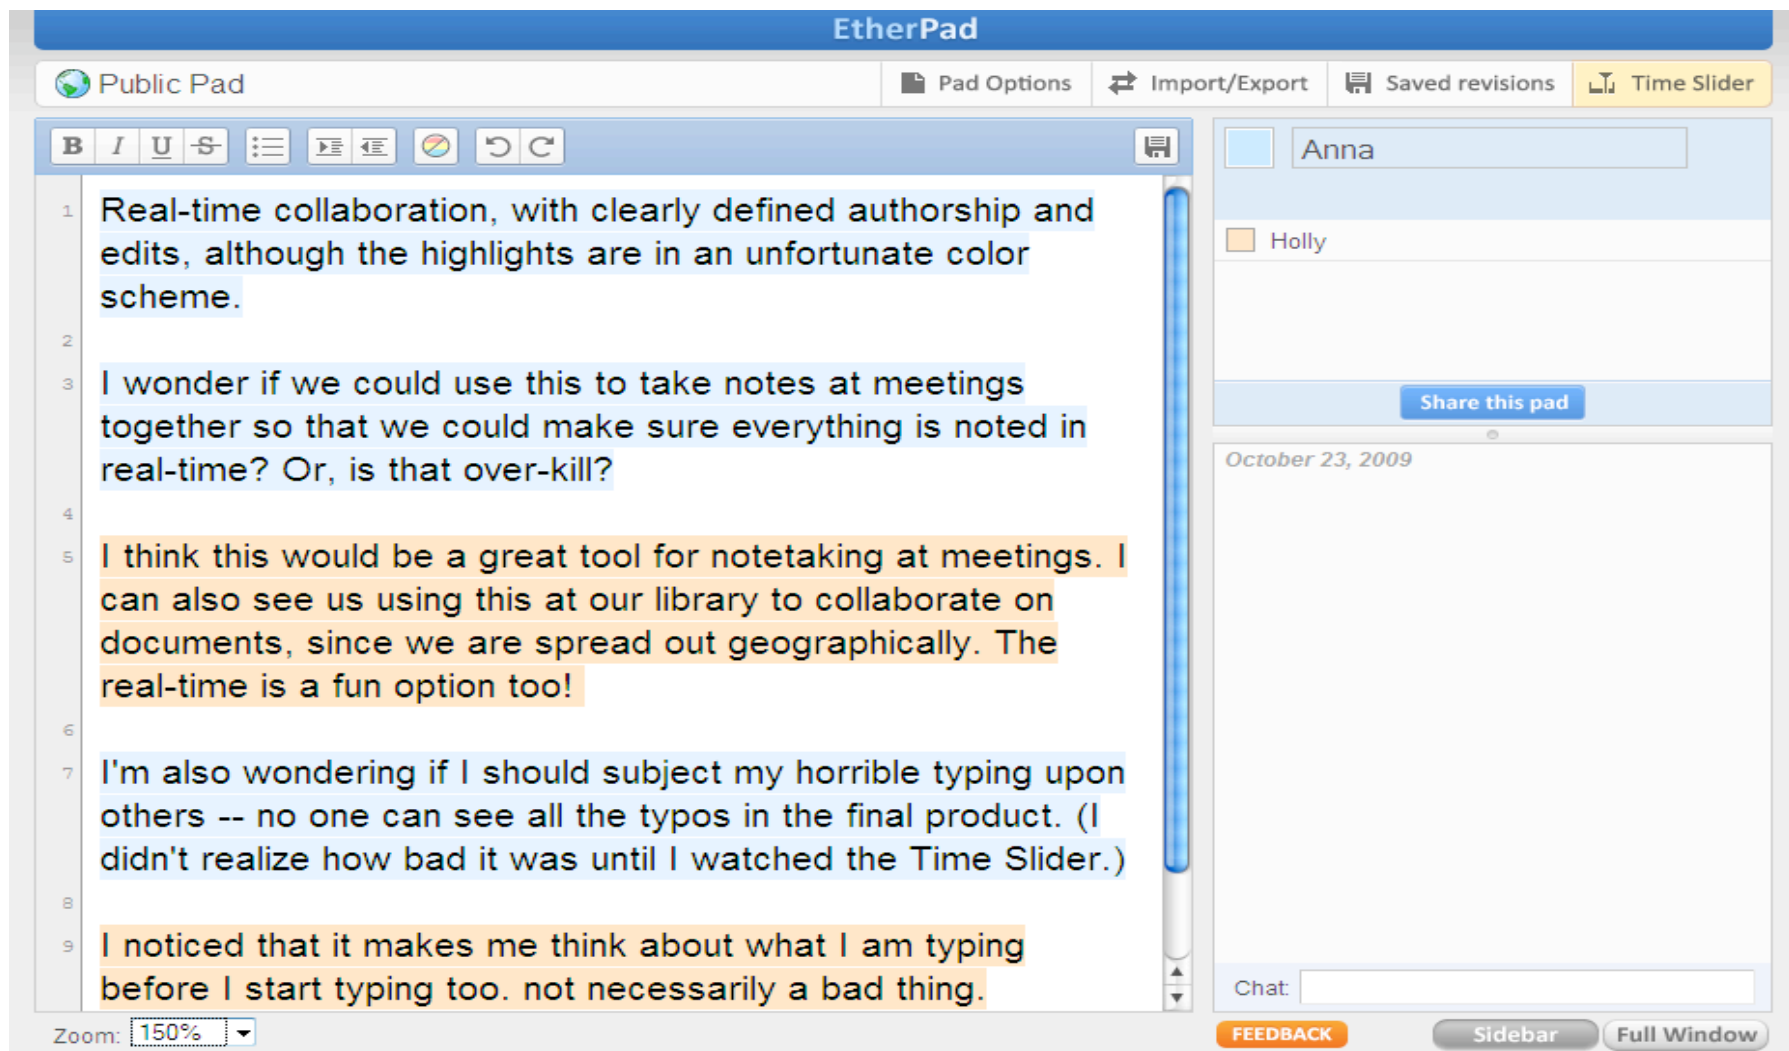 EtherPad
Public Pad
Pad Options
Import/Export
Saved revisions
Time Slider
B I U S
Anna
Holly
Share this pad
October 23, 2009
1 Real-time collaboration, with clearly defined authorship and
edits, although the highlights are in an unfortunate color
scheme.
2
3 I wonder if we could use this to take notes at meetings
together so that we could make sure everything is noted in
real-time? Or, is that over-kill?
4
5 I think this would be a great tool for notetaking at meetings. I
can also see us using this at our library to collaborate on
documents, since we are spread out geographically. The
real-time is a fun option too!
6
7 I'm also wondering if I should subject my horrible typing upon
others -- no one can see all the typos in the final product. (I
didn't realize how bad it was until I watched the Time Slider.)
8
9 I noticed that it makes me think about what I am typing
before I start typing too. not necessarily a bad thing.
Chat:
Zoom: 150%
FEEDBACK
Sidebar
Full Window